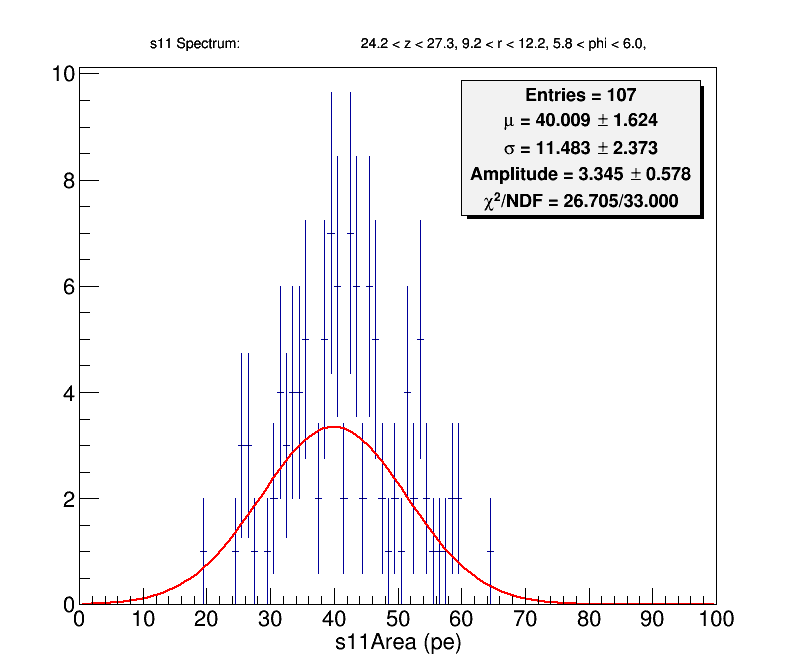 s11 Spectrum: 24.2 < z < 27.3, 9.2 < r < 12.2, 5.8 < phi < 6.0,
Entries = 107
μ = 40.009 ± 1.624
σ = 11.483 ± 2.373
Amplitude = 3.345 ± 0.578
χ²/NDF = 26.705/33.000
10
8
6
4
2
0
0 10 20 30 40 50 60 70 80 90 100
s11Area (pe)